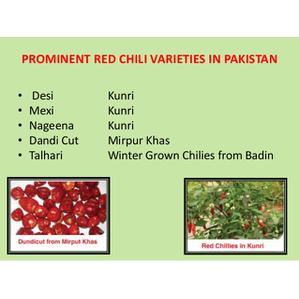 PROMINENT RED CHILI VARIETIES IN PAKISTAN
• Desi Kunri
• Mexi Kunri
• Nageena Kunri
• Dandi Cut Mirpur Khas
• Talhari Winter Grown Chilies from Badin
Dundicut from Mirput Khas
Red Chillies in Kunri